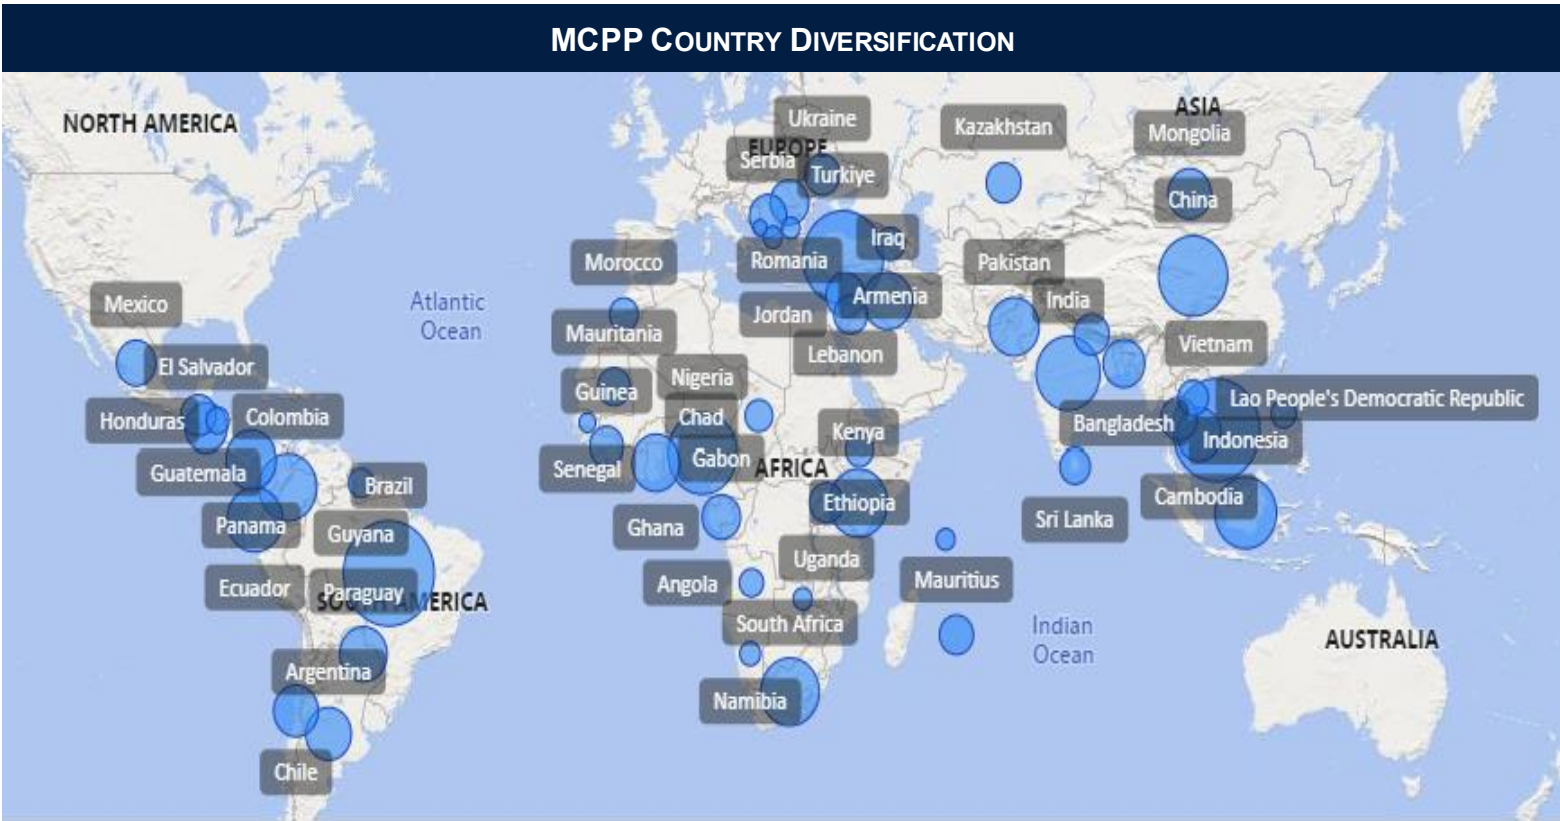 MCPP COUNTRY DIVERSIFICATION
NORTH AMERICA
ASIA
Ukraine
Kazakhstan
Mongolia
EUROPE
Serbia
Turkiye
China
Iraq
Morocco
Romania
Pakistan
Armenia
India
Mexico
Atlantic
Ocean
Jordan
Mauritania
Vietnam
Lebanon
El Salvador
Nigeria
Guinea
Lao People's Democratic Republic
Honduras
Colombia
Chad
Bangladesh
Kenya
Indonesia
Gabon
AFRICA
Senegal
Guatemala
Brazil
Cambodia
Ethiopia
Panama
Ghana
Guyana
Sri Lanka
Uganda
Mauritius
Angola
Ecuador
Paraguay
SOUTH AMERICA
South Africa
Indian
Ocean
AUSTRALIA
Argentina
Namibia
Chile